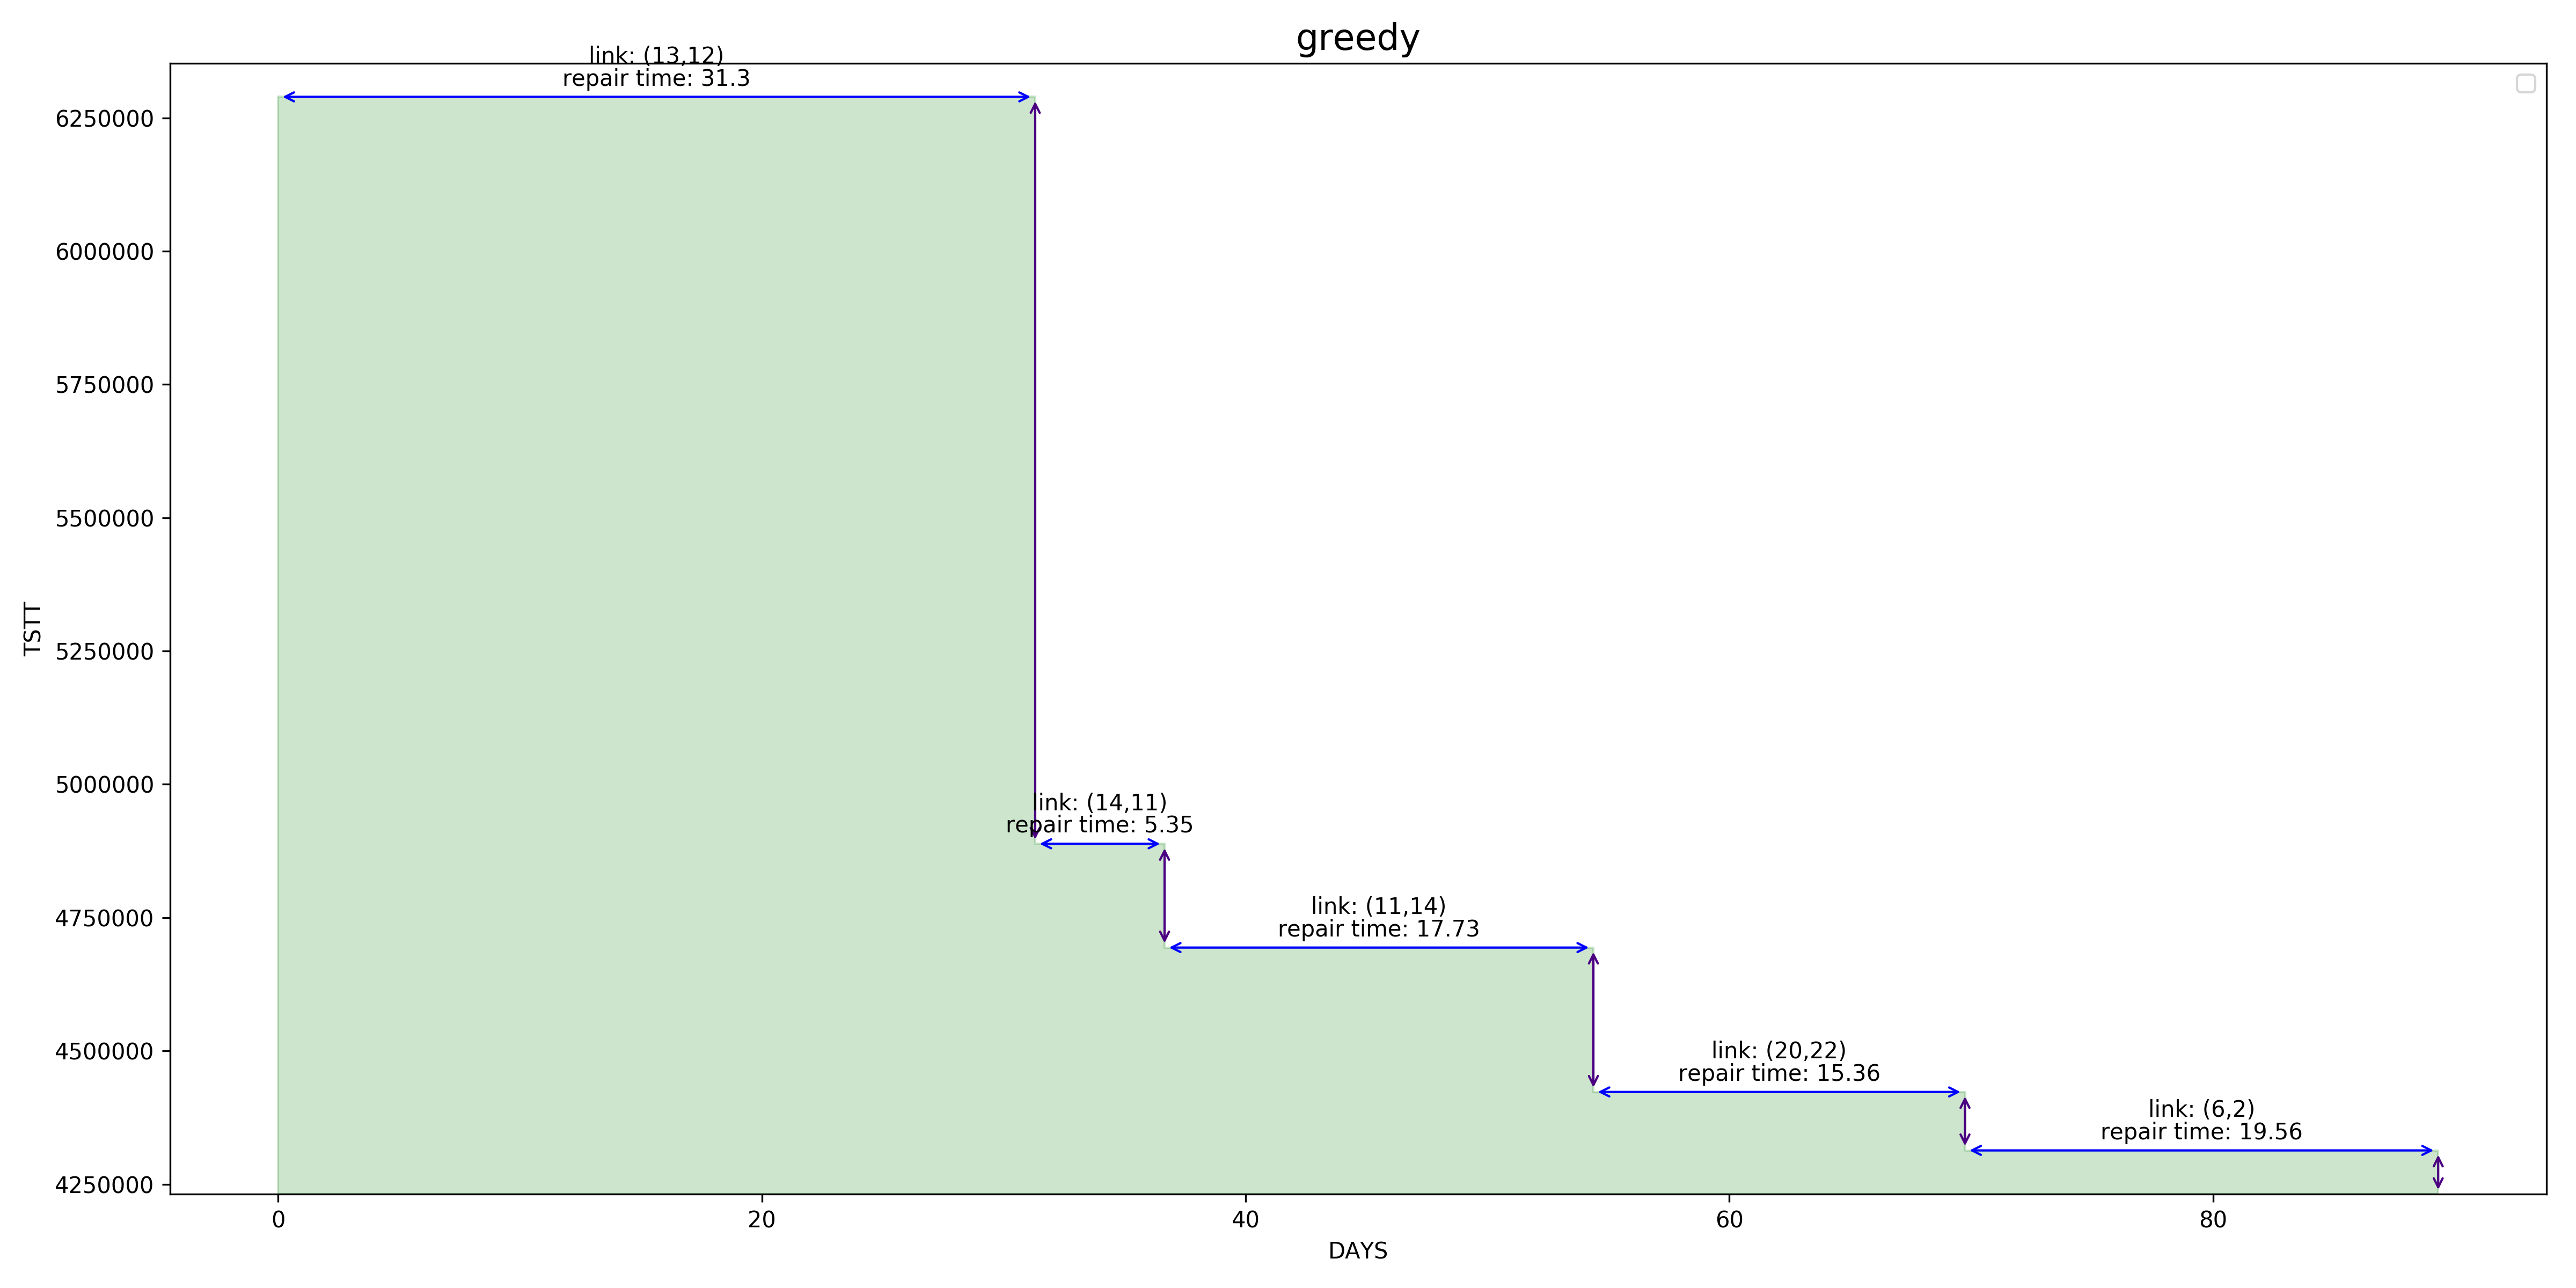 greedy
link: (13,12)
repair time: 31.3
6250000
6000000
5750000
5500000
5250000
5000000
4750000
4500000
4250000
TSTT
link: (14,11)
repair time: 5.35
link: (11,14)
repair time: 17.73
link: (20,22)
repair time: 15.36
link: (6,2)
repair time: 19.56
0 20 40 60 80
DAYS